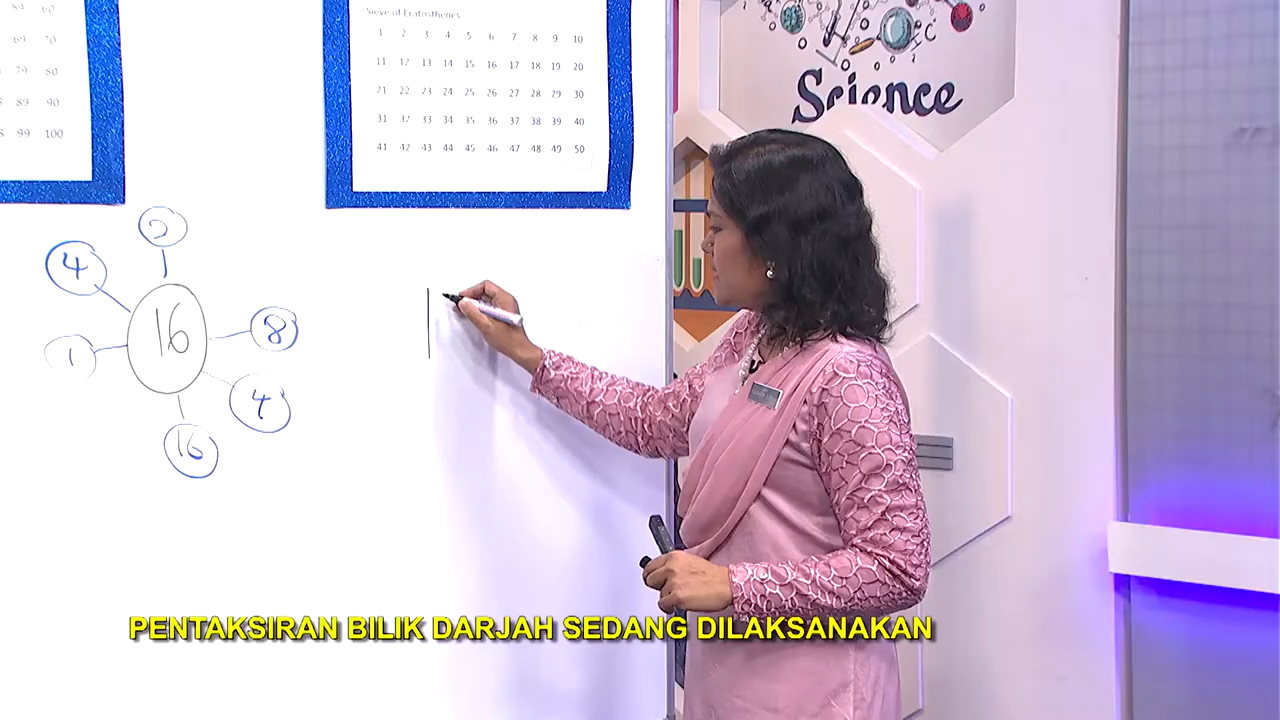 84 60
69 70
79 80
89 90
99 100
Sieve of Eratosthenes
1 2 3 4 5 6 7 8 9 10
11 12 13 14 15 16 17 18 19 20
21 22 23 24 25 26 27 28 29 30
31 32 33 34 35 36 37 38 39 40
41 42 43 44 45 46 47 48 49 50
Science
2
4
16
8
1
4
16
PENTAKSIRAN BILIK DARJAH SEDANG DILAKSANAKAN